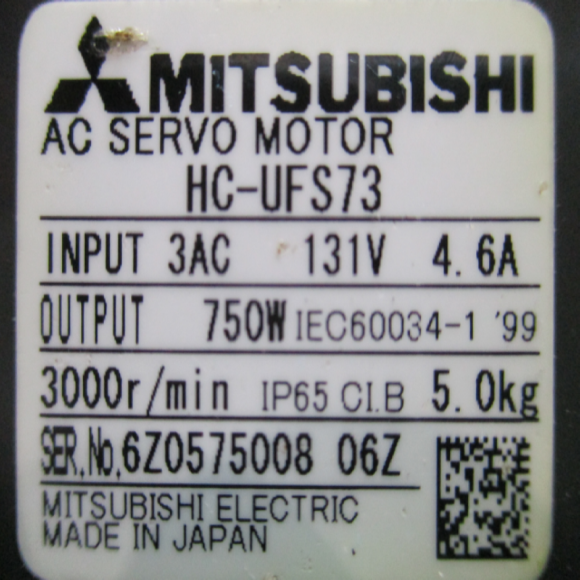 MITSUBISHI
AC SERVO MOTOR
HC-UFS73
INPUT 3AC 131V 4.6A
OUTPUT 750W IEC60034-1 '99
3000r/min IP65 CI.B 5.0kg
SER.No.6Z0575008 06Z
MITSUBISHI ELECTRIC
MADE IN JAPAN